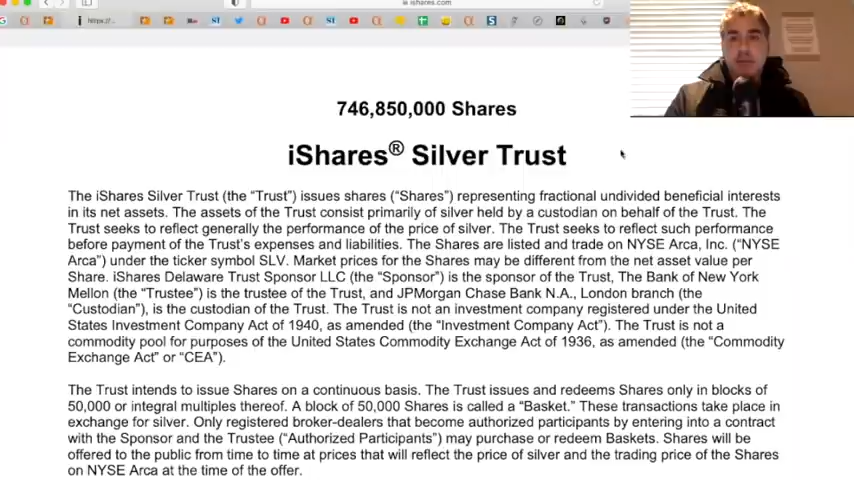 ishares.com
https://
746,850,000 Shares
iShares® Silver Trust
The iShares Silver Trust (the “Trust”) issues shares (“Shares”) representing fractional undivided beneficial interests
in its net assets. The assets of the Trust consist primarily of silver held by a custodian on behalf of the Trust. The
Trust seeks to reflect generally the performance of the price of silver. The Trust seeks to reflect such performance
before payment of the Trust’s expenses and liabilities. The Shares are listed and trade on NYSE Arca, Inc. (“NYSE
Arca”) under the ticker symbol SLV. Market prices for the Shares may be different from the net asset value per
Share. iShares Delaware Trust Sponsor LLC (the “Sponsor”) is the sponsor of the Trust, The Bank of New York
Mellon (the “Trustee”) is the trustee of the Trust, and JPMorgan Chase Bank N.A., London branch (the
“Custodian”), is the custodian of the Trust. The Trust is not an investment company registered under the United
States Investment Company Act of 1940, as amended (the “Investment Company Act”). The Trust is not a
commodity pool for purposes of the United States Commodity Exchange Act of 1936, as amended (the “Commodity
Exchange Act” or “CEA”).
The Trust intends to issue Shares on a continuous basis. The Trust issues and redeems Shares only in blocks of
50,000 or integral multiples thereof. A block of 50,000 Shares is called a “Basket.” These transactions take place in
exchange for silver. Only registered broker-dealers that become authorized participants by entering into a contract
with the Sponsor and the Trustee (“Authorized Participants”) may purchase or redeem Baskets. Shares will be
offered to the public from time to time at prices that will reflect the price of silver and the trading price of the Shares
on NYSE Arca at the time of the offer.